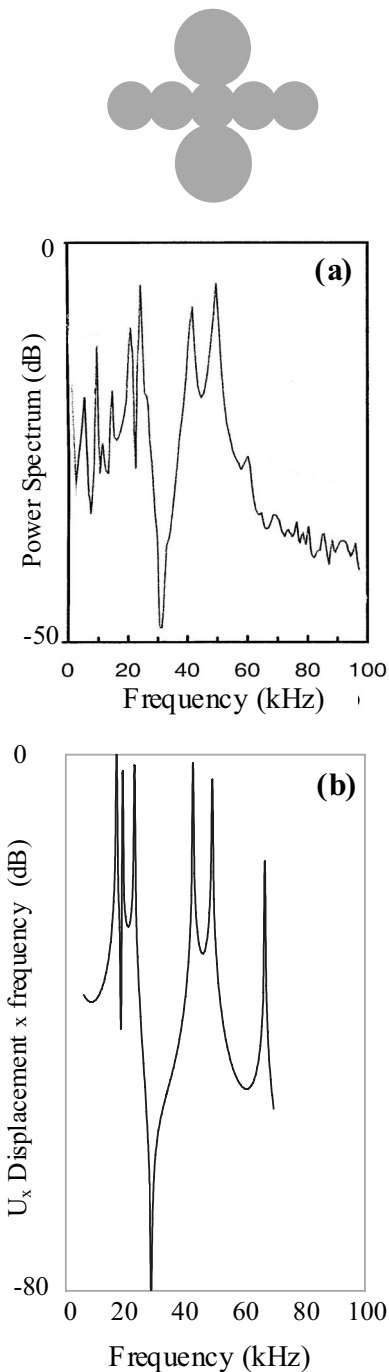 0
(a)
Power Spectrum (dB)
-50
0 20 40 60 80 100
Frequency (kHz)
0
(b)
Uₓ Displacement x frequency (dB)
-80
0 20 40 60 80 100
Frequency (kHz)